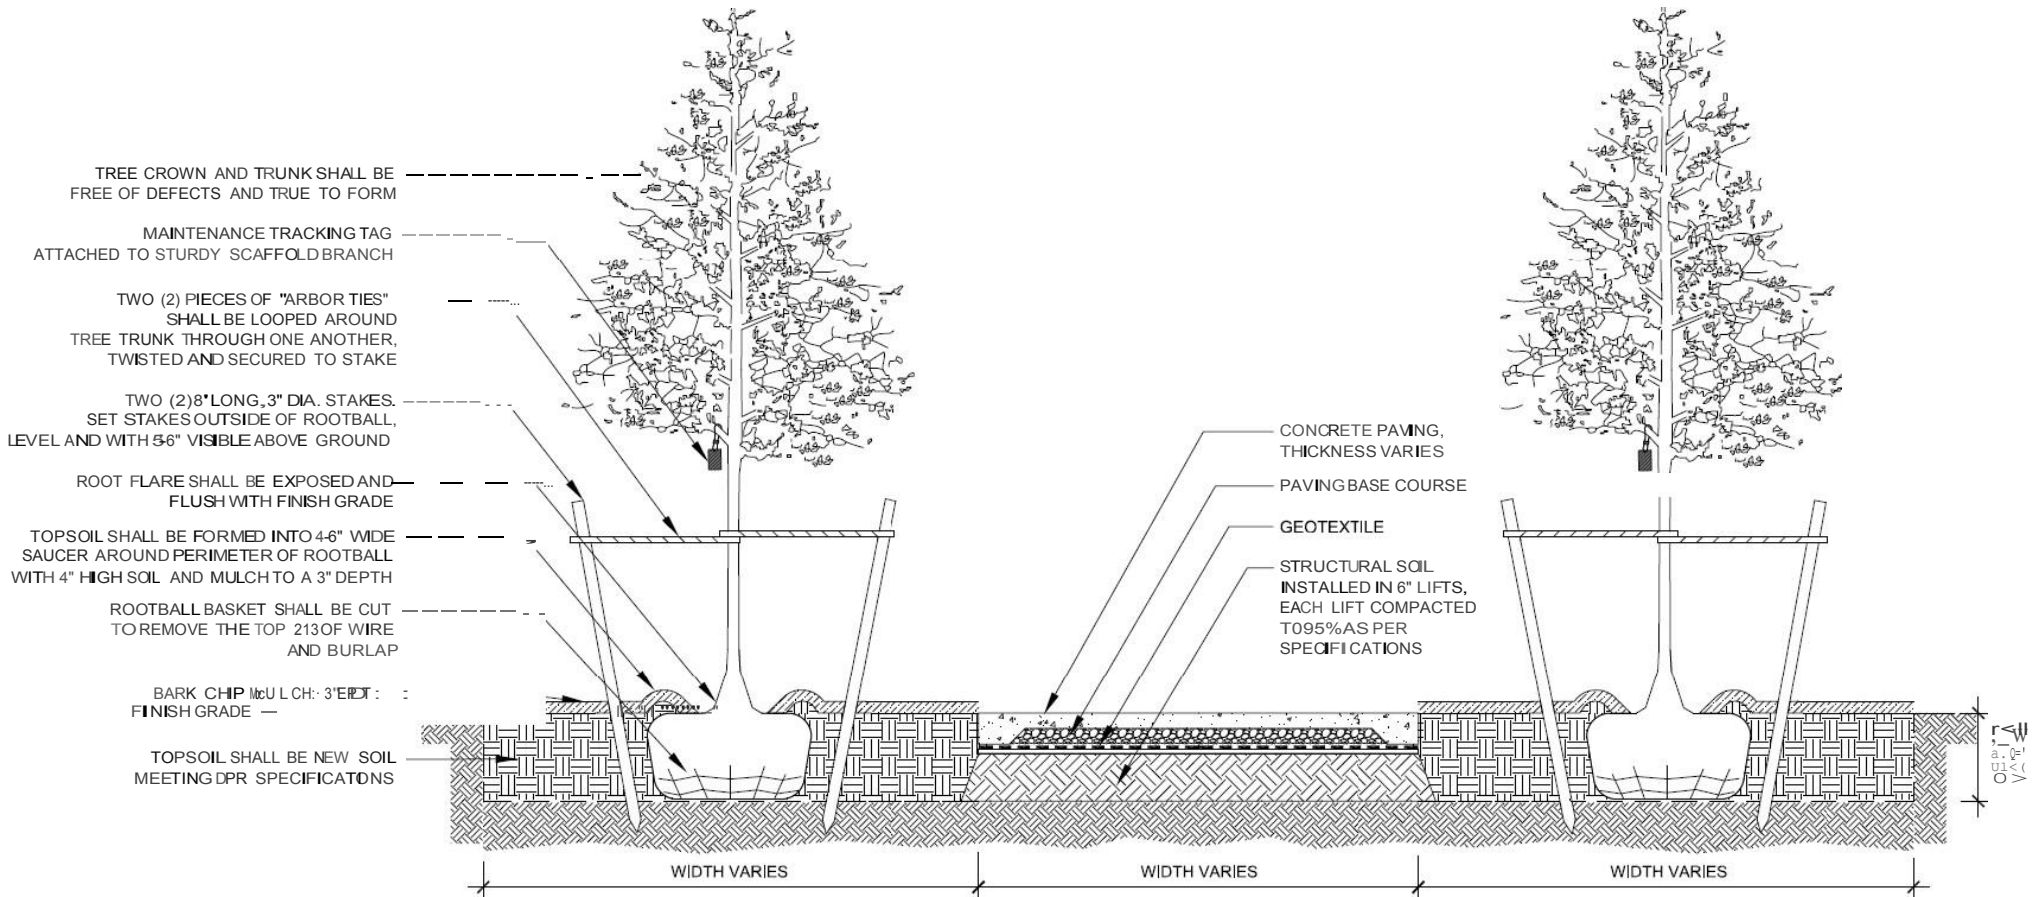 TREE CROWN AND TRUNK SHALL BE
FREE OF DEFECTS AND TRUE TO FORM
MAINTENANCE TRACKING TAG
ATTACHED TO STURDY SCAFFOLD BRANCH
TWO (2) PIECES OF "ARBOR TIES"
SHALL BE LOOPED AROUND
TREE TRUNK THROUGH ONE ANOTHER,
TWISTED AND SECURED TO STAKE
TWO (2) 8" LONG, 3" DIA. STAKES.
SET STAKES OUTSIDE OF ROOTBALL,
LEVEL AND WITH 5-6" VISIBLE ABOVE GROUND
ROOT FLARE SHALL BE EXPOSED AND
FLUSH WITH FINISH GRADE
TOPSOIL SHALL BE FORMED INTO 4-6" WIDE
SAUCER AROUND PERIMETER OF ROOTBALL
WITH 4" HIGH SOIL AND MULCH TO A 3" DEPTH
ROOTBALL BASKET SHALL BE CUT
TO REMOVE THE TOP 213 OF WIRE
AND BURLAP
BARK CHIP 3"
FINISH GRADE
TOPSOIL SHALL BE NEW SOIL
MEETING DPR SPECIFICATIONS
CONCRETE PAVING,
THICKNESS VARIES
PAVING BASE COURSE
GEOTEXTILE
STRUCTURAL SOIL
INSTALLED IN 6" LIFTS,
EACH LIFT COMPACTED
T095% AS PER
SPECIFICATIONS
WIDTH VARIES
WIDTH VARIES
WIDTH VARIES